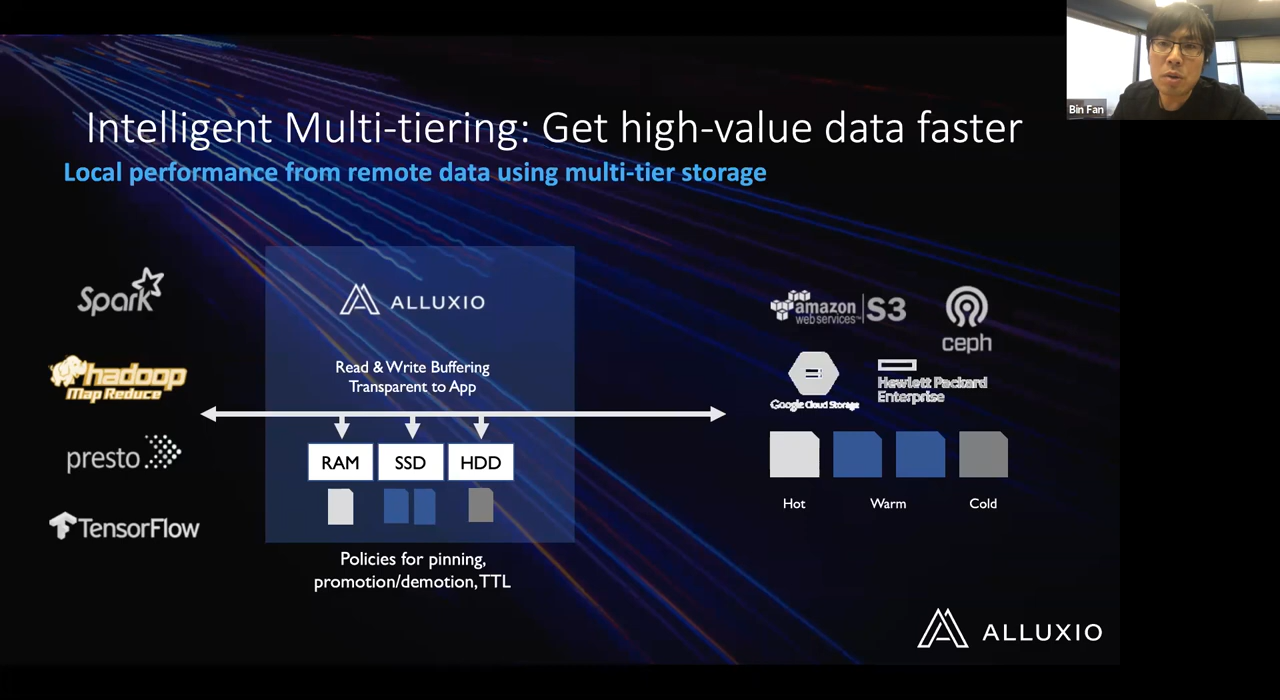 Bin Fan
Intelligent Multi-tiering: Get high-value data faster
Local performance from remote data using multi-tier storage
Spark
hadoop
Map Reduce
presto
TensorFlow
ALLUXIO
Read & Write Buffering
Transparent to App
RAM SSD HDD
Policies for pinning,
promotion/demotion, TTL
amazon
web services™ S3
ceph
Google Cloud Storage
Hewlett Packard
Enterprise
Hot Warm Cold
ALLUXIO